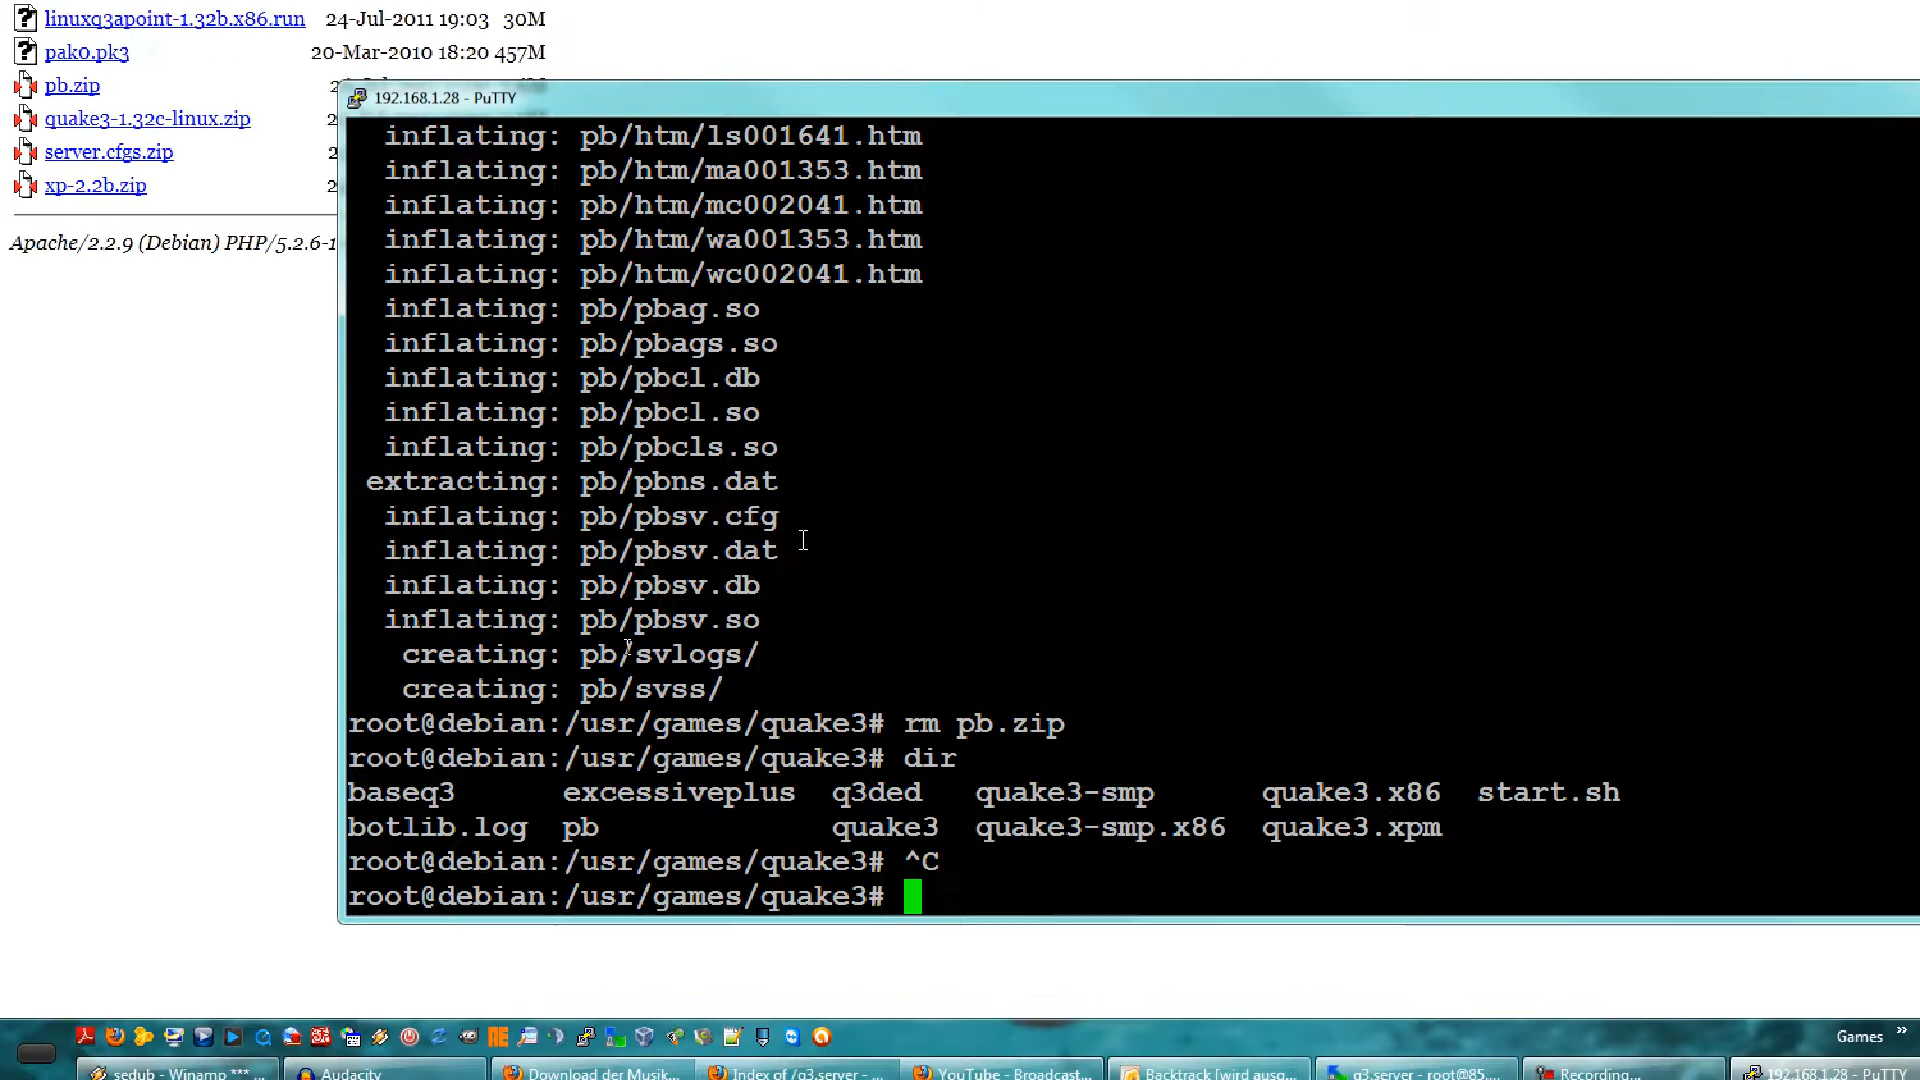 linuxq3apoint-1.32b.x86.run 24-Jul-2011 19:03 30M
pak0.pk3 20-Mar-2010 18:20 457M
pb.zip
quake3-1.32c-linux.zip
server.cfgs.zip
xp-2.2b.zip
Apache/2.2.9 (Debian) PHP/5.2.6-1
192.168.1.28 - PuTTY
inflating: pb/htm/ls001641.htm
inflating: pb/htm/ma001353.htm
inflating: pb/htm/mc002041.htm
inflating: pb/htm/wa001353.htm
inflating: pb/htm/wc002041.htm
inflating: pb/pbag.so
inflating: pb/pbags.so
inflating: pb/pbcl.db
inflating: pb/pbcl.so
inflating: pb/pbcls.so
extracting: pb/pbns.dat
inflating: pb/pbsv.cfg
inflating: pb/pbsv.dat
inflating: pb/pbsv.db
inflating: pb/pbsv.so
creating: pb/svlogs/
creating: pb/svss/
root@debian:/usr/games/quake3# rm pb.zip
root@debian:/usr/games/quake3# dir
baseq3 excessiveplus q3ded quake3-smp quake3.x86 start.sh
botlib.log pb quake3 quake3-smp.x86 quake3.xpm
root@debian:/usr/games/quake3# ^C
root@debian:/usr/games/quake3#
Games »
sedub - Winamp *** ...
Audacity
Download der Musik...
Index of /q3.server - ...
YouTube - Broadcast...
Backtrack [wird ausg...
q3.server - root@85....
Recording...
192.168.1.28 - PuTTY